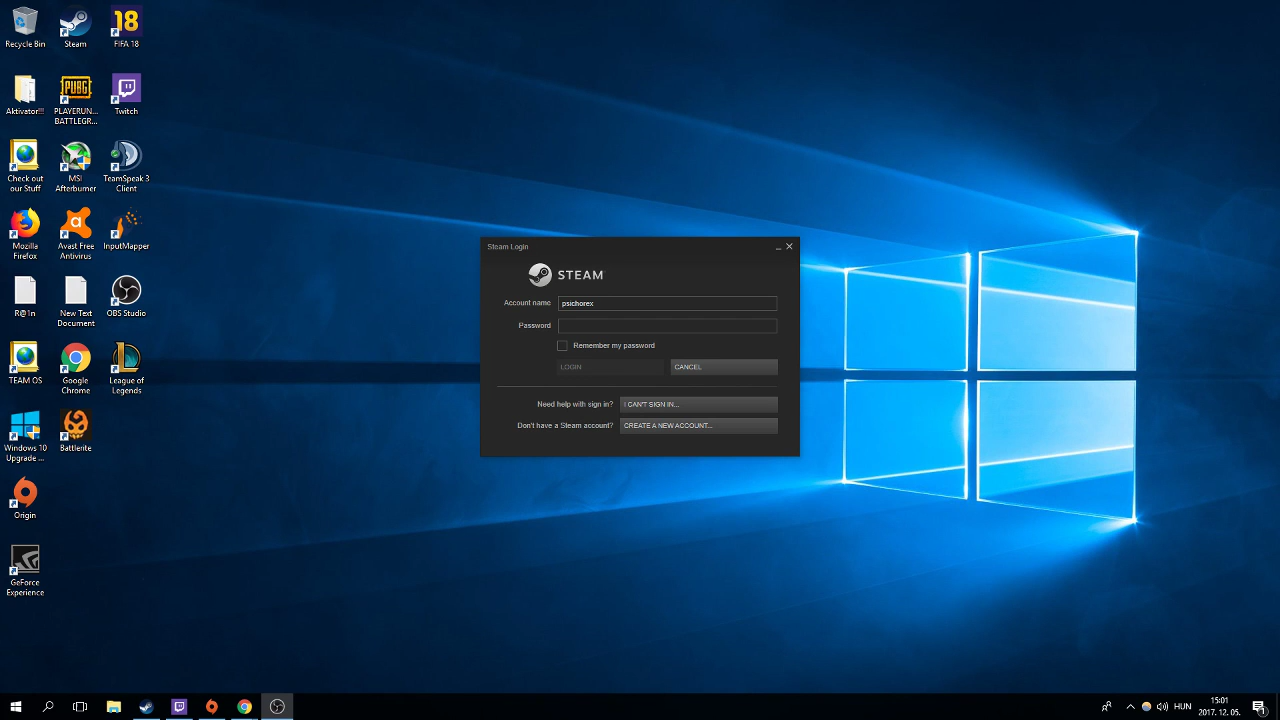 Recycle Bin
Steam
18
FIFA 18
Aktivator!!!
PUBG
PLAYERUN...
BATTLEGR...
Twitch
Check out
our Stuff
MSI
Afterburner
TeamSpeak 3
Client
Mozilla
Firefox
Avast Free
Antivirus
InputMapper
R@1n
New Text
Document
OBS Studio
TEAM OS
Google
Chrome
League of
Legends
Windows 10
Upgrade ...
Battlerite
Origin
GeForce
Experience
Steam Login
STEAM
Account name
psichorex
Password
Remember my password
LOGIN
CANCEL
Need help with sign in?
I CAN'T SIGN IN...
Don't have a Steam account?
CREATE A NEW ACCOUNT...
HUN
15:01
2017. 12. 05.
1